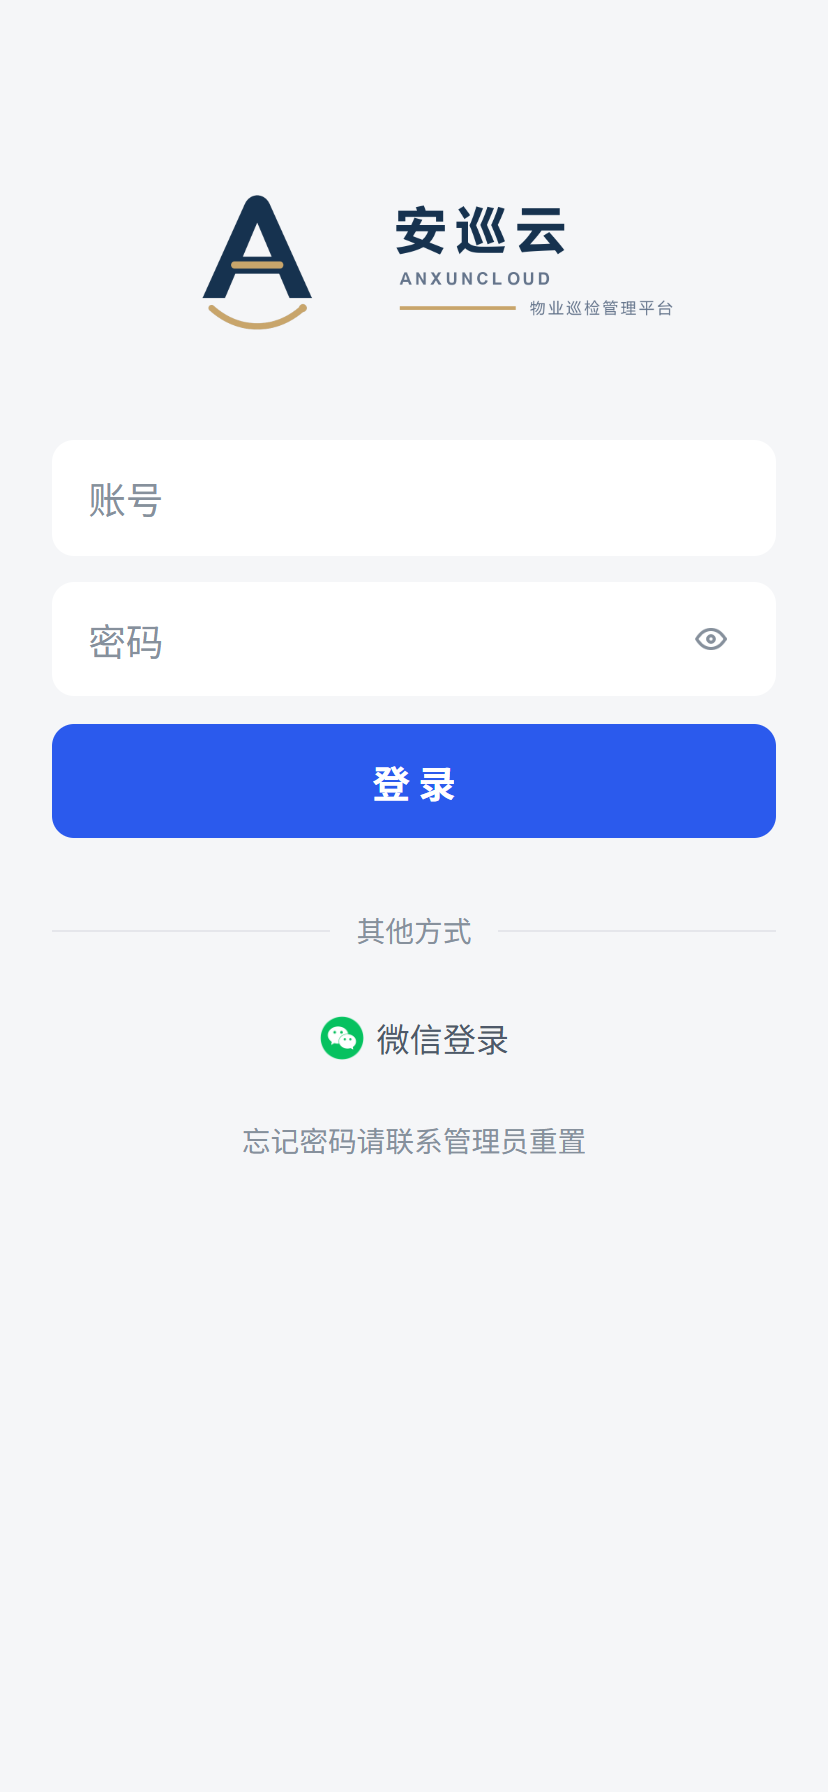 安巡云
ANXUNCLOUD
物业巡检管理平台
账号
密码
登 录
其他方式
微信登录
忘记密码请联系管理员重置